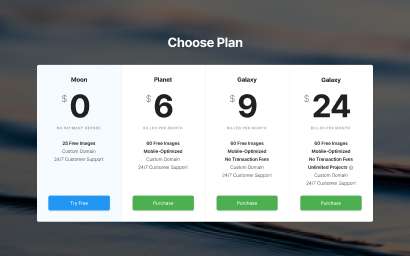 Choose Plan
Moon
$0
NO PAYMENT NEEDED
25 Free Images
Custom Domain
24/7 Customer Support
Try Free
Planet
$6
BILLED PER MONTH
60 Free Images
Mobile-Optimized
Custom Domain
24/7 Customer Support
Purchase
Galaxy
$9
BILLED PER MONTH
60 Free Images
Mobile-Optimized
No Transaction Fees
Custom Domain
24/7 Customer Support
Purchase
Galaxy
$24
BILLED PER MONTH
60 Free Images
Mobile-Optimized
No Transaction Fees
Unlimited Projects
Custom Domain
24/7 Customer Support
Purchase